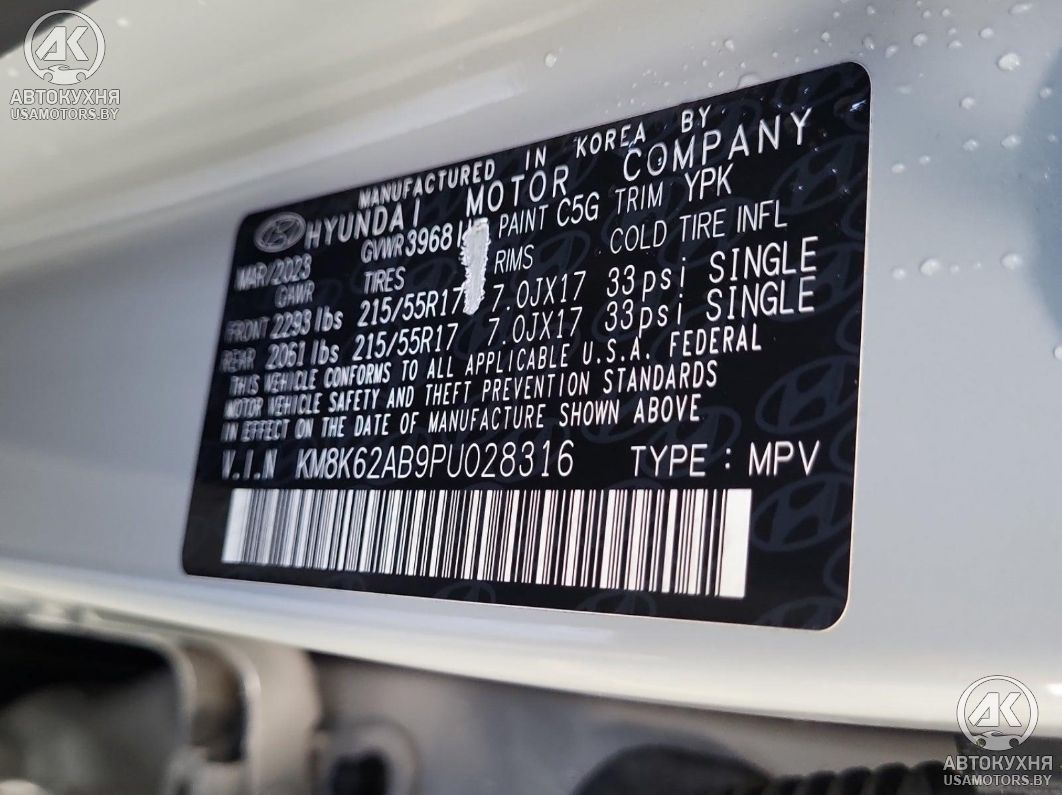 АК
АВТОКУХНЯ
USAMOTORS.BY
MANUFACTURED IN KOREA BY
HYUNDAI MOTOR COMPANY
MAR/2023 GVWR 3968 PAINT C5G TRIM YPK
GAWR TIRES RIMS COLD TIRE INFL
FRONT 2293 lbs 215/55R17 7.0JX17 33psi SINGLE
REAR 2061 lbs 215/55R17 7.0JX17 33psi SINGLE
THIS VEHICLE CONFORMS TO ALL APPLICABLE U.S.A. FEDERAL
MOTOR VEHICLE SAFETY AND THEFT PREVENTION STANDARDS
IN EFFECT ON THE DATE OF MANUFACTURE SHOWN ABOVE
V.I.N KM8K62AB9PU028316 TYPE : MPV
АК
АВТОКУХНЯ
USAMOTORS.BY